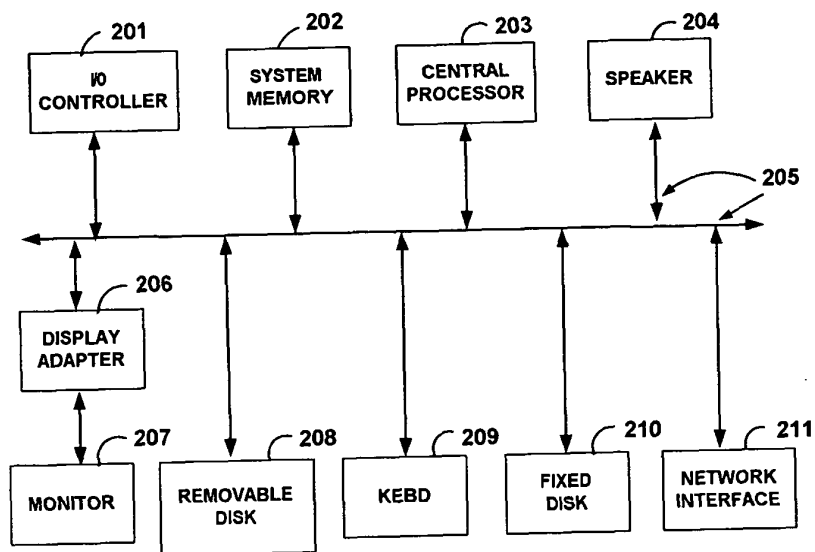 201
202
203
204
I/O
CONTROLLER
SYSTEM
MEMORY
CENTRAL
PROCESSOR
SPEAKER
205
206
DISPLAY
ADAPTER
207
208
209
210
211
MONITOR
REMOVABLE
DISK
KEBD
FIXED
DISK
NETWORK
INTERFACE